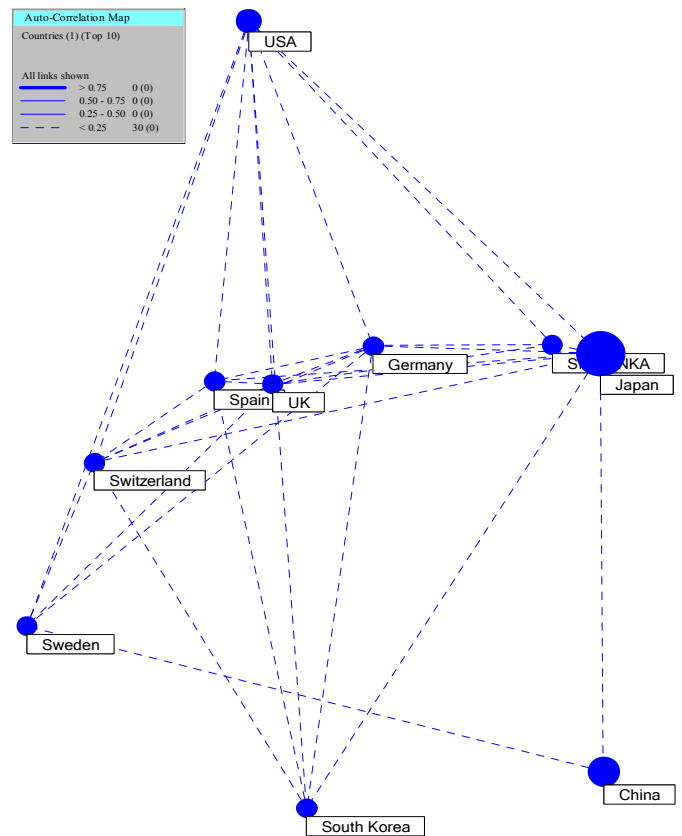 Auto-Correlation Map
Countries (1) (Top 10)
All links shown
> 0.75 0 (0)
0.50 - 0.75 0 (0)
0.25 - 0.50 0 (0)
< 0.25 30 (0)
USA
Germany
NKA
Japan
Spain
UK
Switzerland
Sweden
China
South Korea